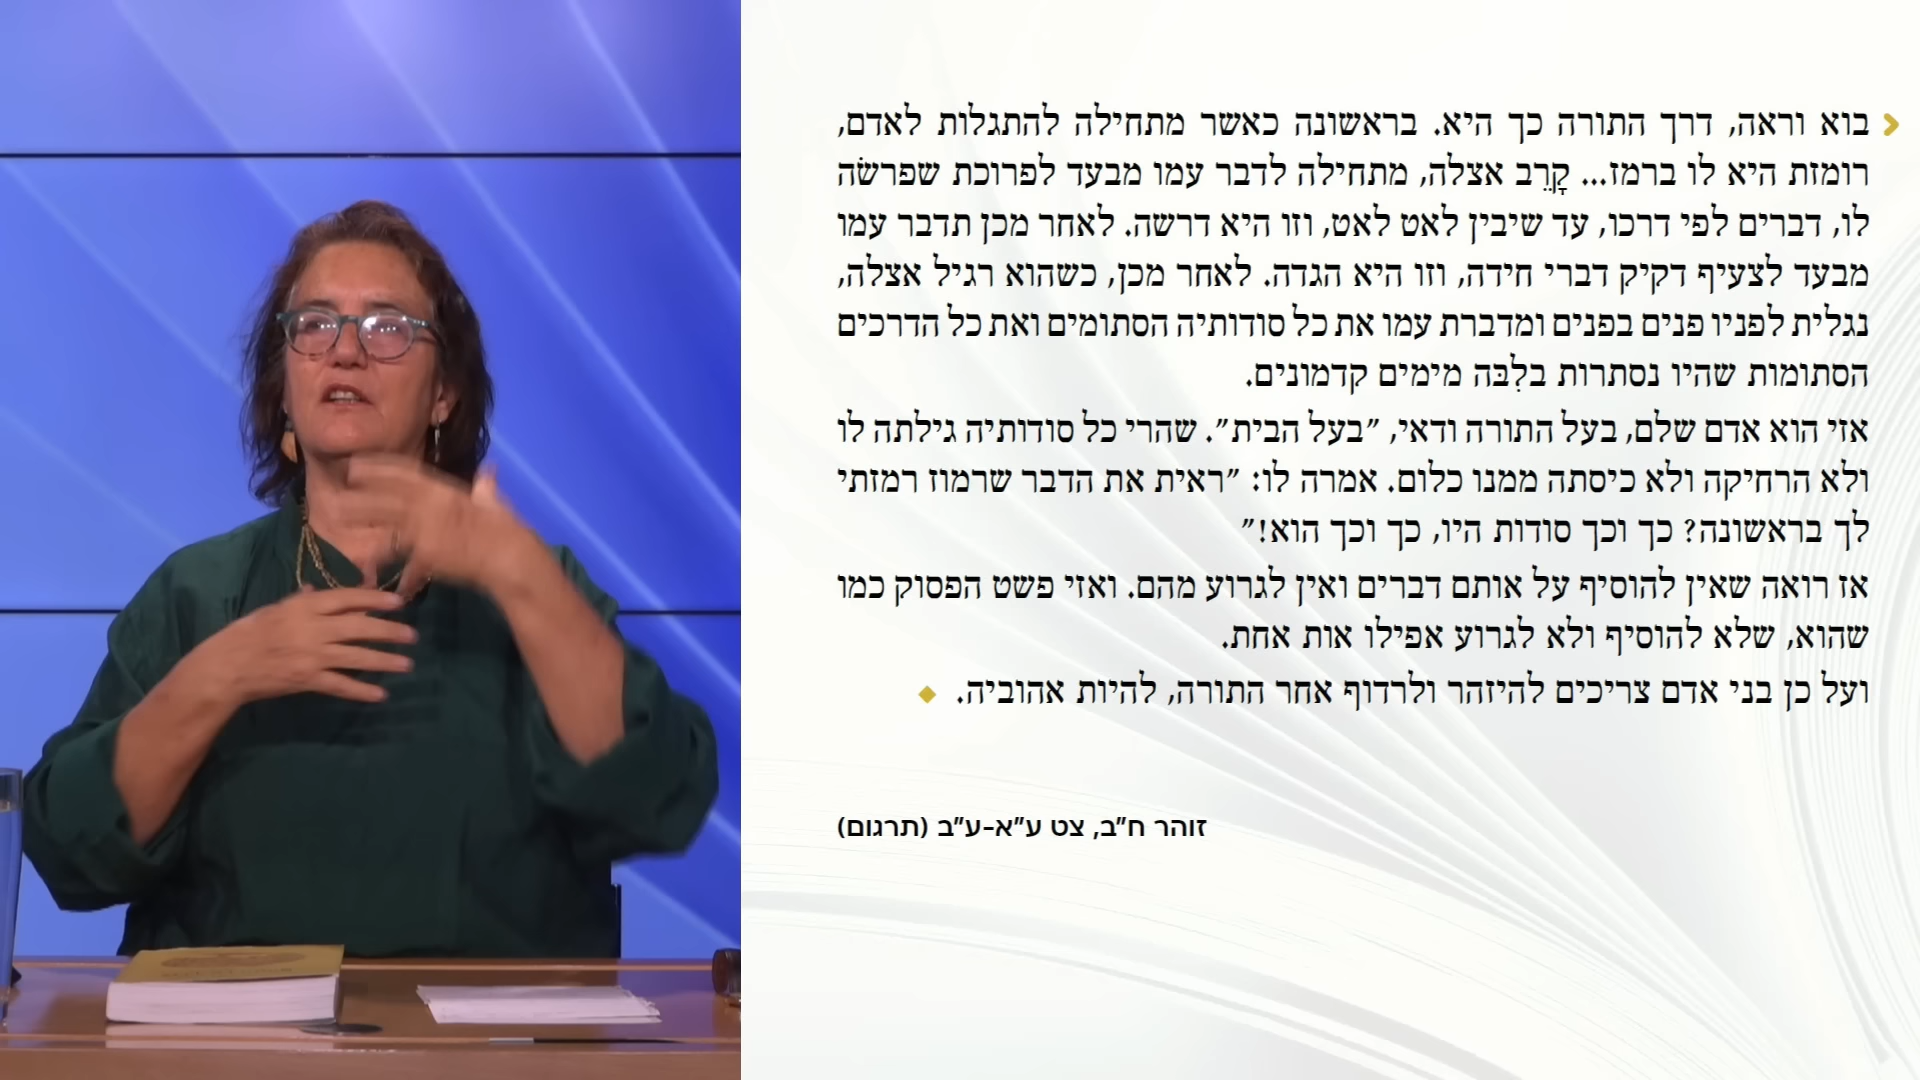 בוא וראה, דרך התורה כך היא. בראשונה כאשר מתחילה להתגלות לאדם,
רומזת היא לו ברמז... קָרֵב אצלה, מתחילה לדבר עמו מבעד לפרוכת שפרשׂה
לו, דברים לפי דרכו, עד שיבין לאט לאט, וזו היא דרשה. לאחר מכן תדבר עמו
מבעד לצעיף דקיק דברי חידה, וזו היא הגדה. לאחר מכן, כשהוא רגיל אצלה,
נגלית לפניו פנים בפנים ומדברת עמו את כל סודותיה הסתומים ואת כל הדרכים
הסתומות שהיו נסתרות בלִבּה מימים קדמונים.
אזי הוא אדם שלם, בעל התורה ודאי, "בעל הבית". שהרי כל סודותיה גילתה לו
ולא הרחיקה ולא כיסתה ממנו כלום. אמרה לו: "ראית את הדבר שרמוז רמזתי
לך בראשונה? כך וכך סודות היו, כך וכך הוא!"
אז רואה שאין להוסיף על אותם דברים ואין לגרוע מהם. ואזי פשט הפסוק כמו
שהוא, שלא להוסיף ולא לגרוע אפילו אות אחת.
ועל כן בני אדם צריכים להיזהר ולרדוף אחר התורה, להיות אהוביה.
זוהר ח"ב, צט ע"א-ע"ב (תרגום)